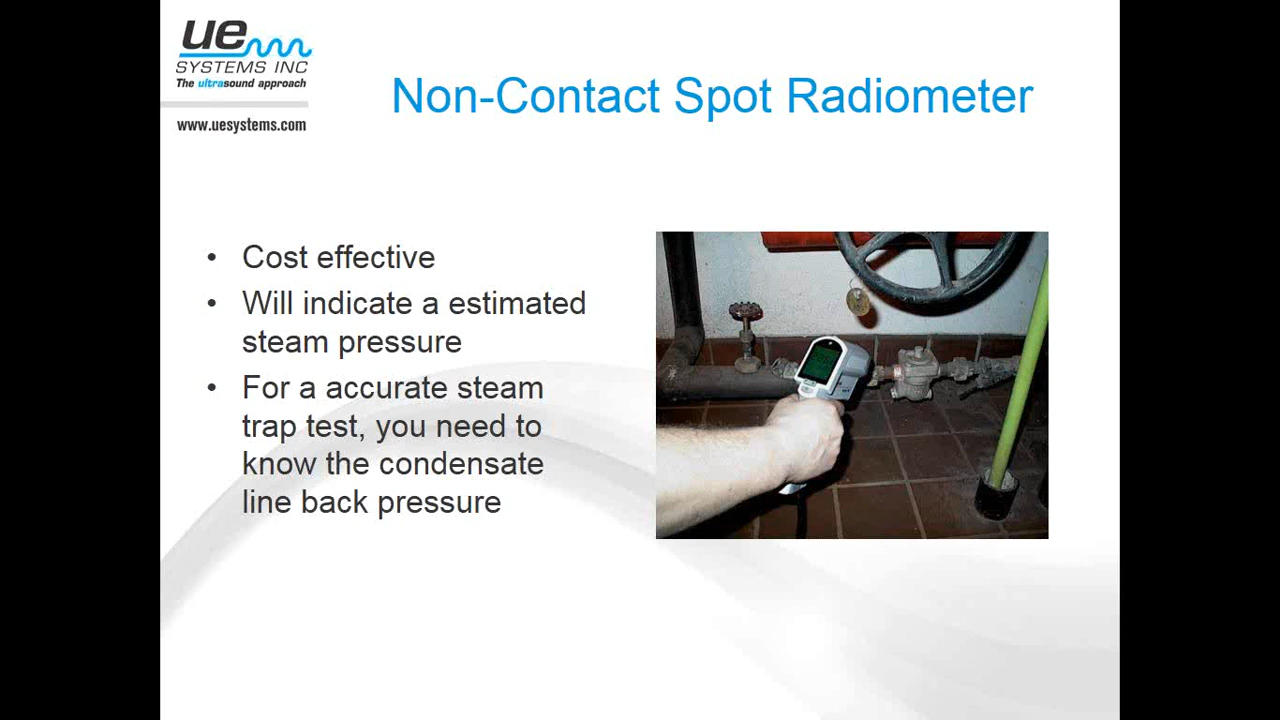 ue
SYSTEMS INC
The ultrasound approach
www.uesystems.com
Non-Contact Spot Radiometer
• Cost effective
• Will indicate a estimated
steam pressure
• For a accurate steam
trap test, you need to
know the condensate
line back pressure